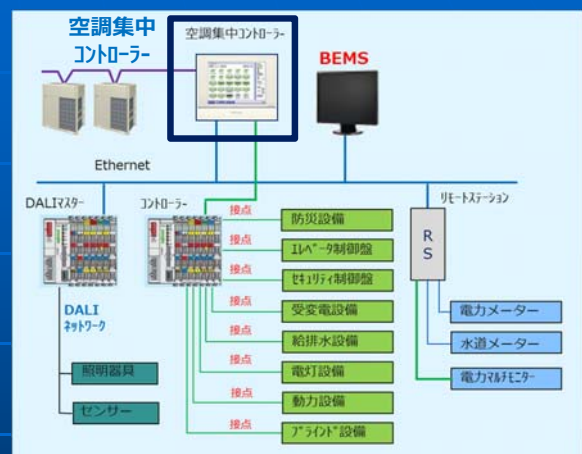 空調集中
コントローラー
空調集中コントローラー
BEMS
Ethernet
DALIマスター
コントローラー
リモートステーション
RS
接点
防災設備
接点
エレベータ制御盤
接点
セキュリティ制御盤
接点
受変電設備
接点
給排水設備
接点
電灯設備
接点
動力設備
接点
ブラインド設備
DALI
ネットワーク
照明器具
センサー
電力メーター
水道メーター
電力マルチモニター